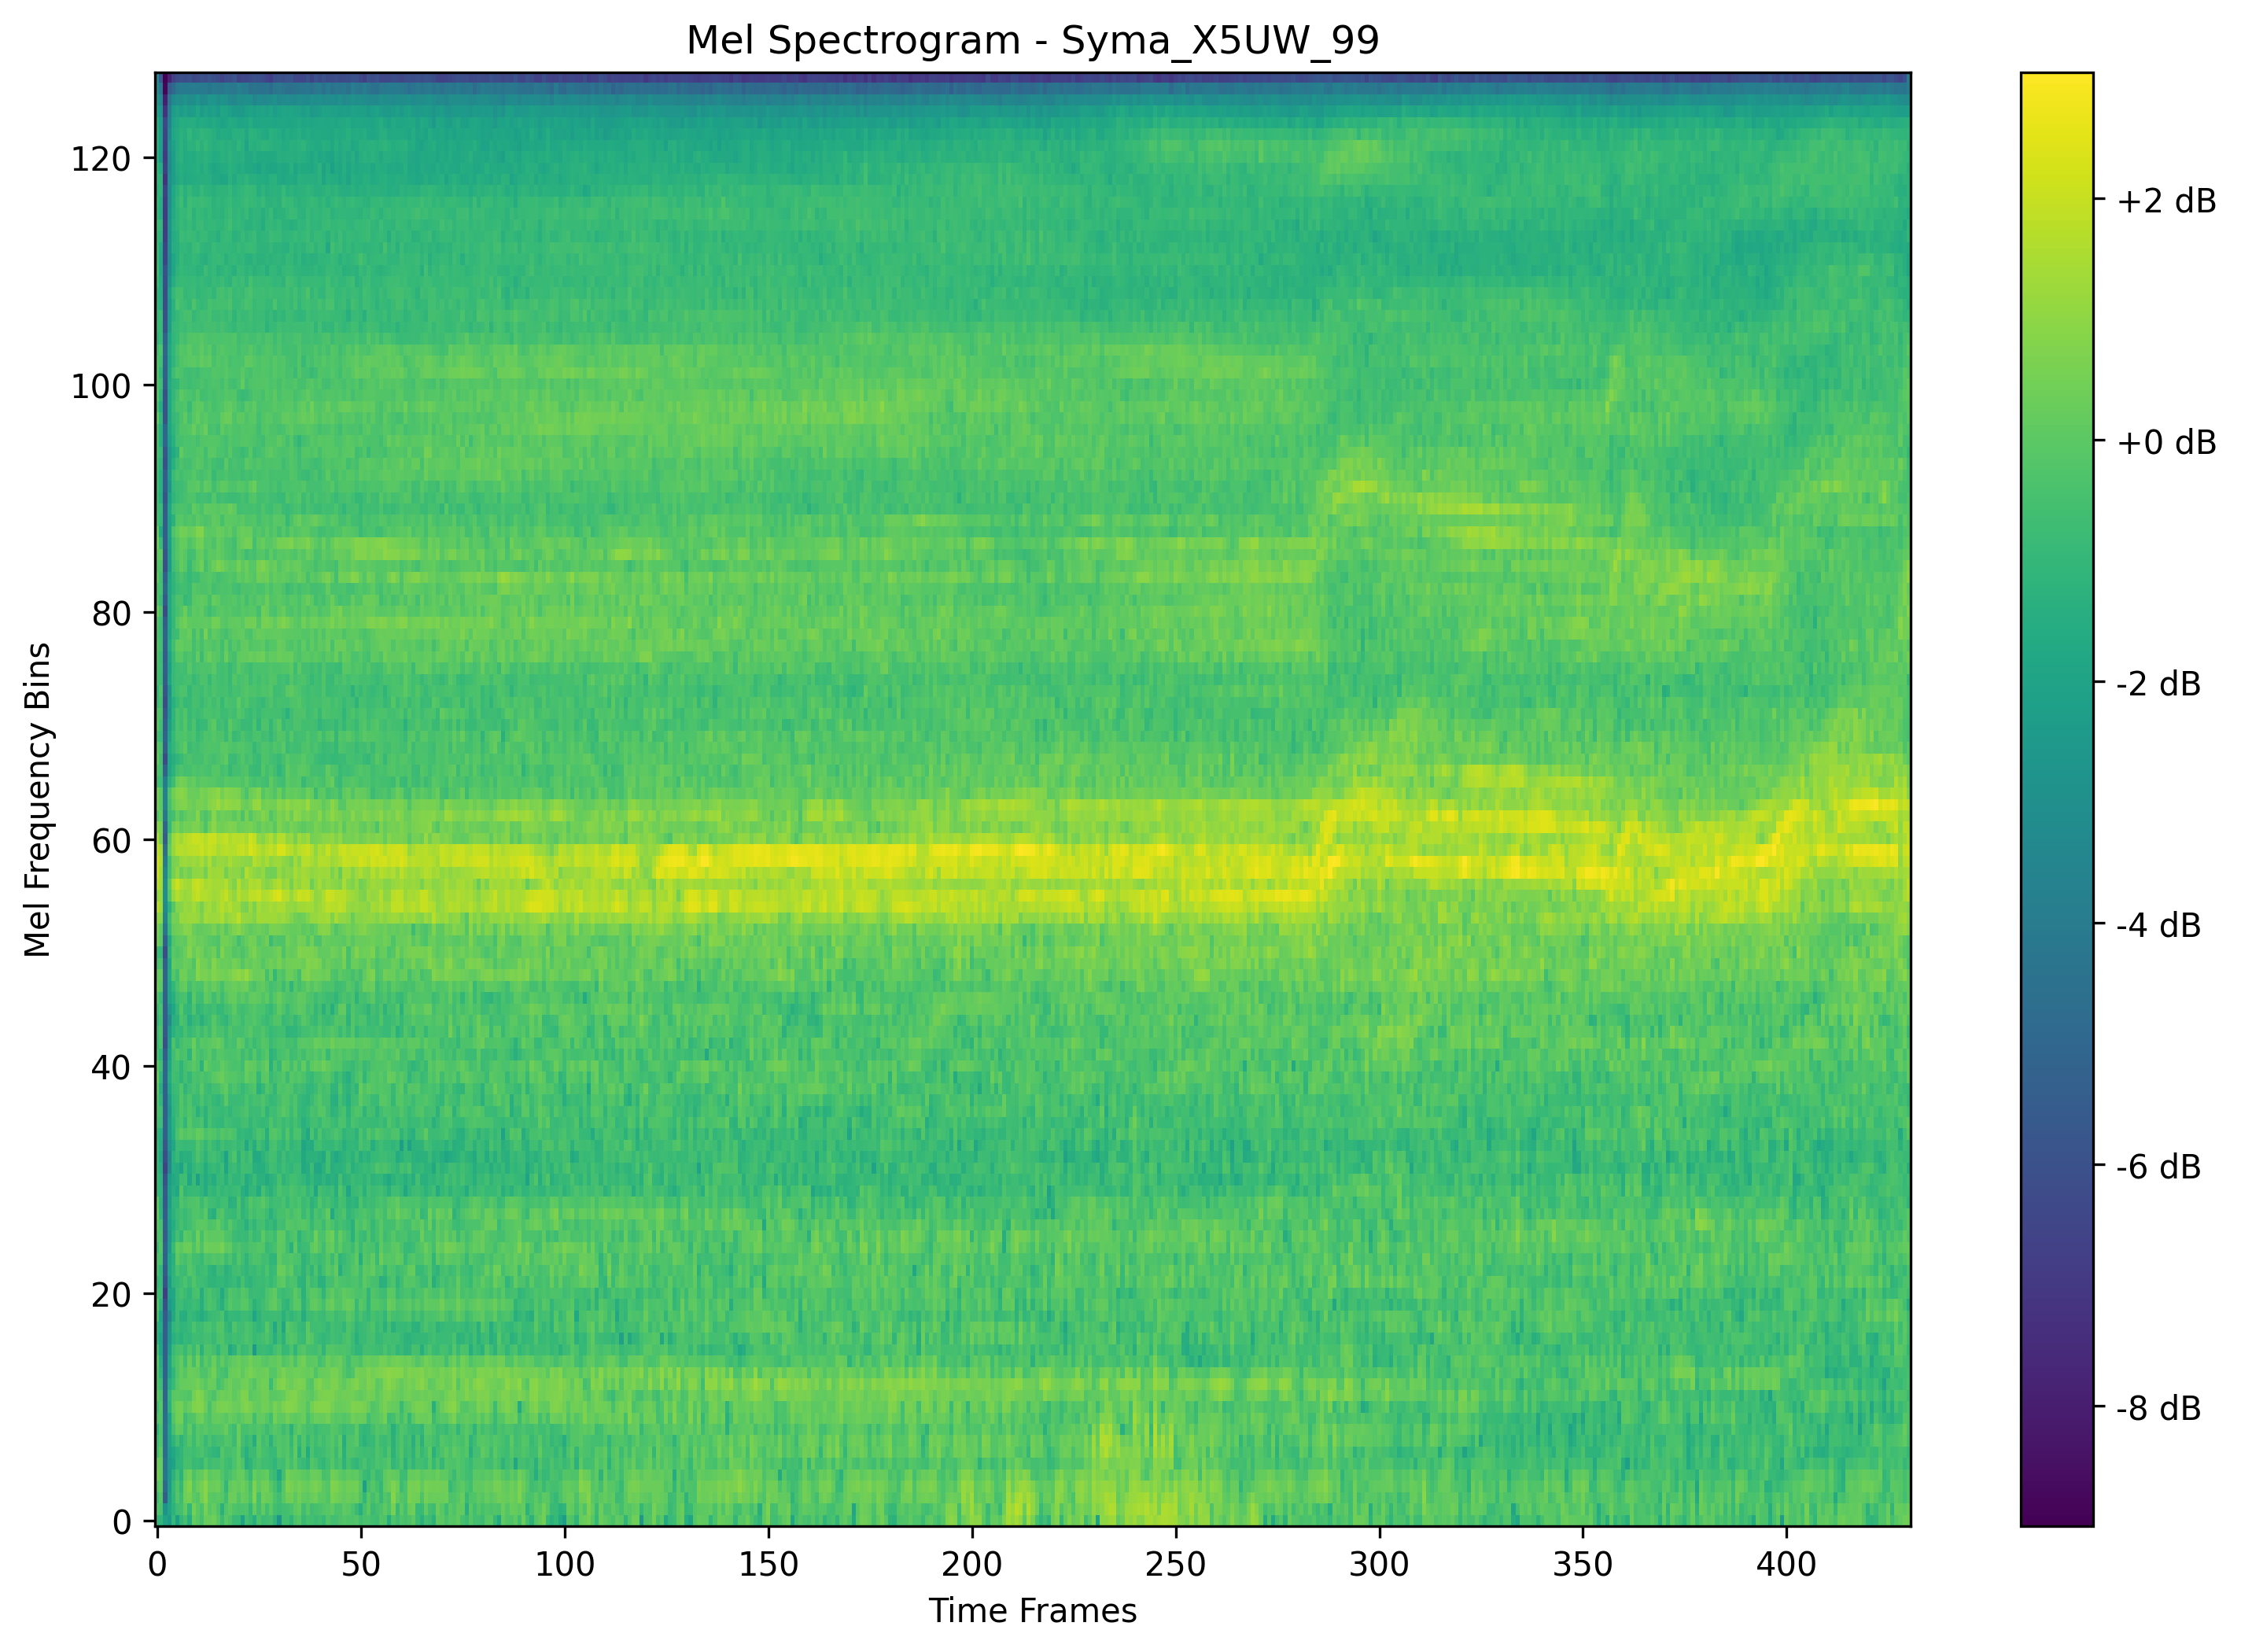 Mel Spectrogram - Syma_X5UW_99
Mel Frequency Bins
120
100
80
60
40
20
0
0 50 100 150 200 250 300 350 400
Time Frames
+2 dB
+0 dB
-2 dB
-4 dB
-6 dB
-8 dB